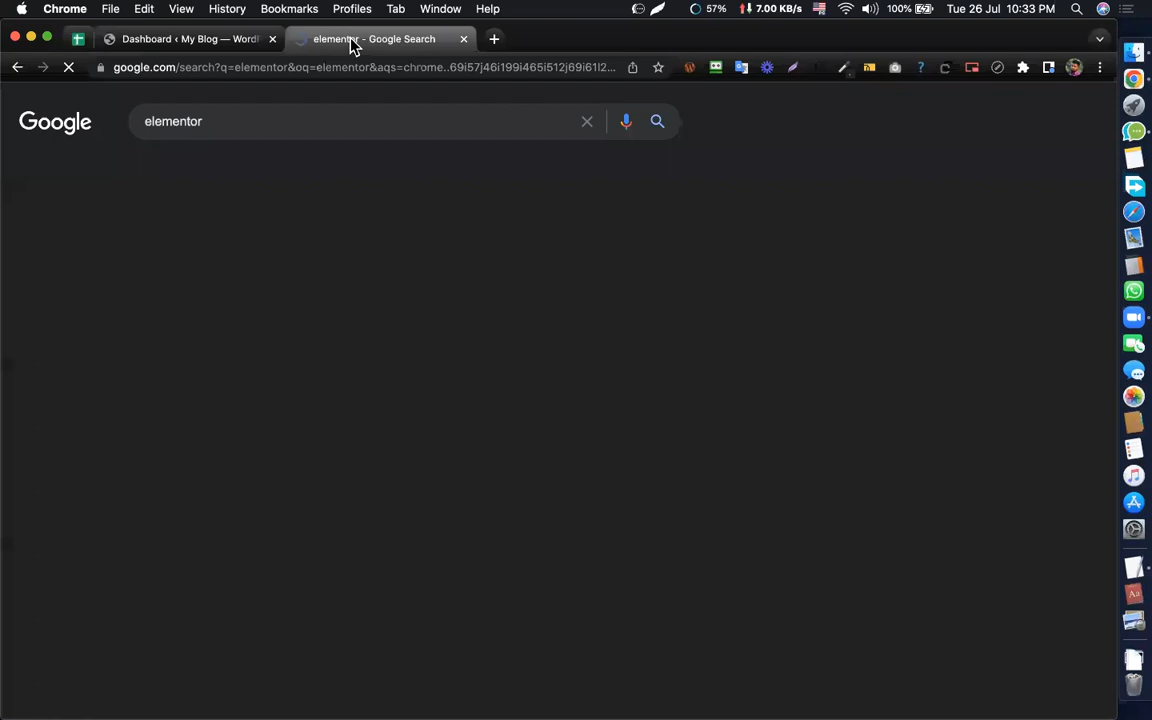 Chrome File Edit View History Bookmarks Profiles Tab Window Help 57% 7.00 KB/s 100% Tue 26 Jul 10:33 PM
Dashboard ‹ My Blog — Word elementor - Google Search
google.com/search?q=elementor&oq=elementor&aqs=chrome..69i57j46i199i465i512j69i61l2...
Google elementor
Aa